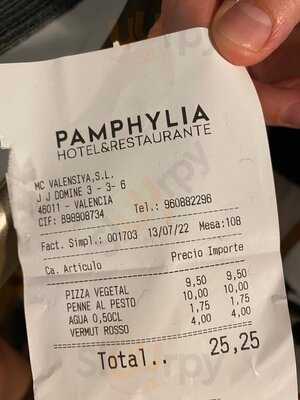 PAMPHYLIA
HOTEL&RESTAURANTE
MC VALENSIYA,S.L.
J J DOMINE 3 - 3- 6
46011 - VALENCIA
CIF: B98908734 Tel.: 960882296
Fact. Simpl.: 001703 13/07/22 Mesa:10B
Ca. Artículo Precio Importe
PIZZA VEGETAL 9,50 9,50
PENNE AL PESTO 10,00 10,00
AGUA 0,50CL 1,75 1,75
VERMUT ROSSO 4,00 4,00
Total.. 25,25